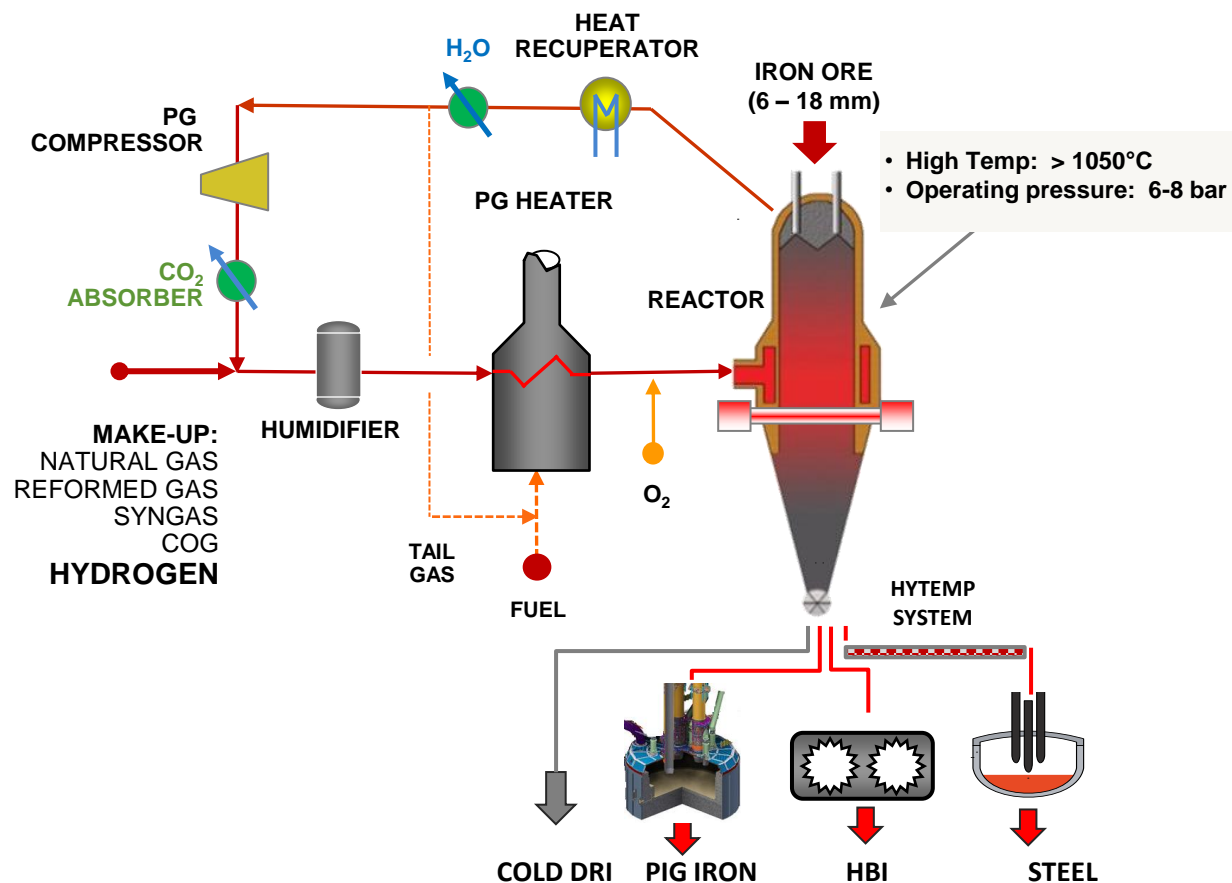 HEAT
RECUPERATOR
H₂O
IRON ORE
(6 – 18 mm)
PG
COMPRESSOR
• High Temp: > 1050°C
• Operating pressure: 6-8 bar
PG HEATER
CO₂
ABSORBER
REACTOR
HUMIDIFIER
MAKE-UP:
NATURAL GAS
REFORMED GAS
SYNGAS
COG
HYDROGEN
O₂
TAIL
GAS
FUEL
HYTEMP
SYSTEM
COLD DRI
PIG IRON
HBI
STEEL